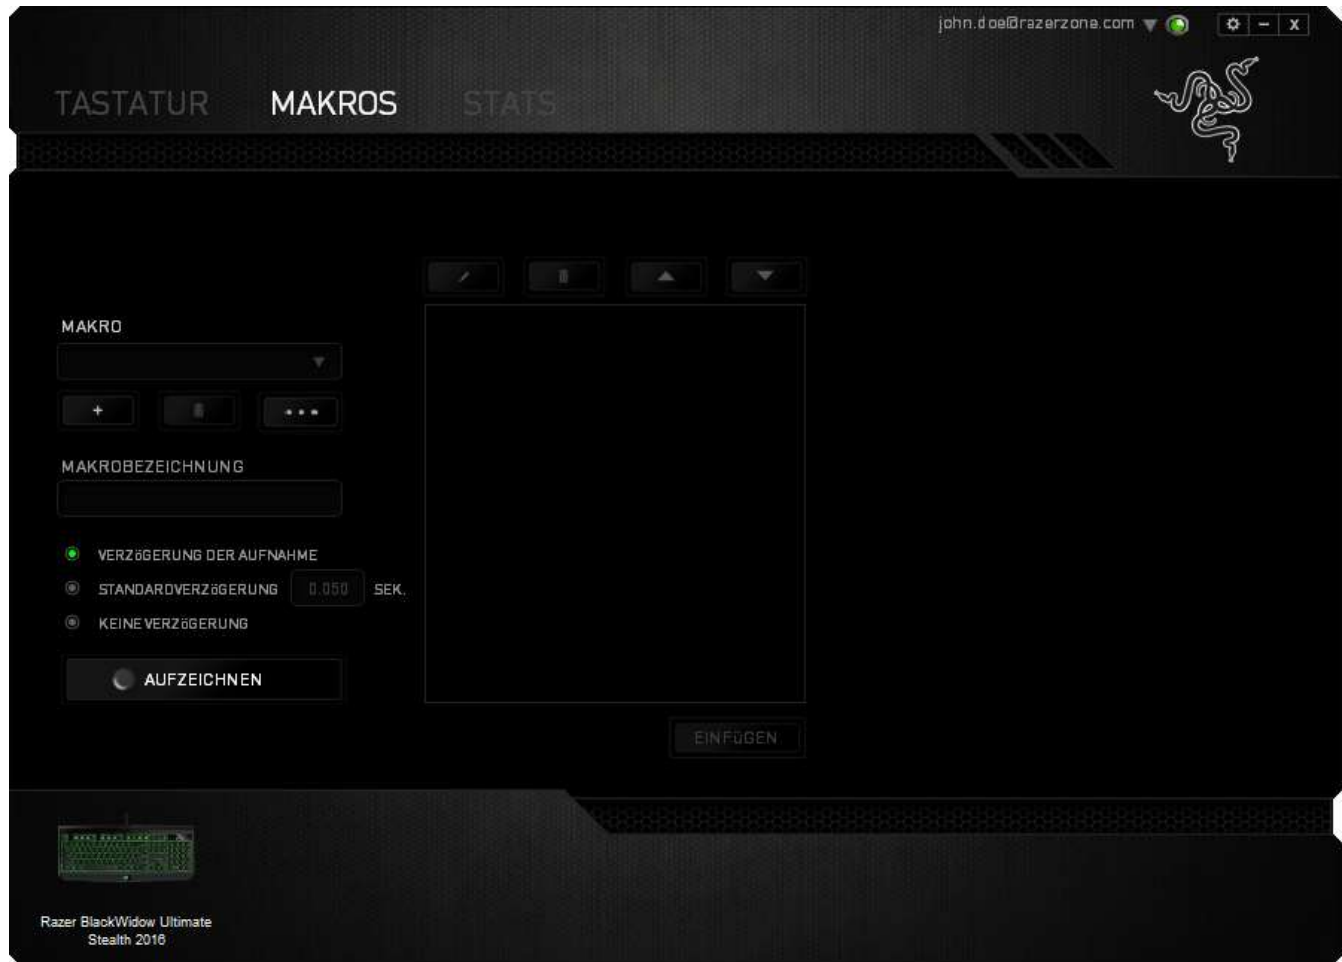 john.doe@razerzone.com
TASTATUR MAKROS STATS
MAKRO
MAKROBEZEICHNUNG
VERZöGERUNG DER AUFNAHME
STANDARDVERZöGERUNG 0.050 SEK.
KEINE VERZöGERUNG
AUFZEICHNEN
EINFüGEN
Razer BlackWidow Ultimate
Stealth 2016